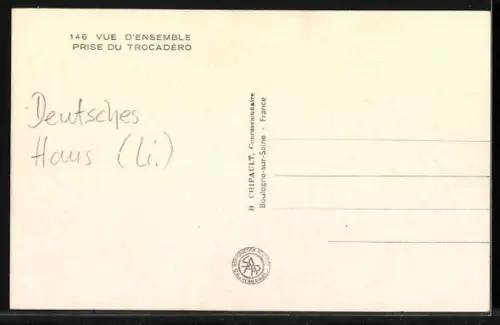 146 VUE D'ENSEMBLE
PRISE DU TROCADÉRO
Deutsches
Haus (Li.)
H. CHIPAULT, Concessionnaire
Boulogne-sur-Seine - France